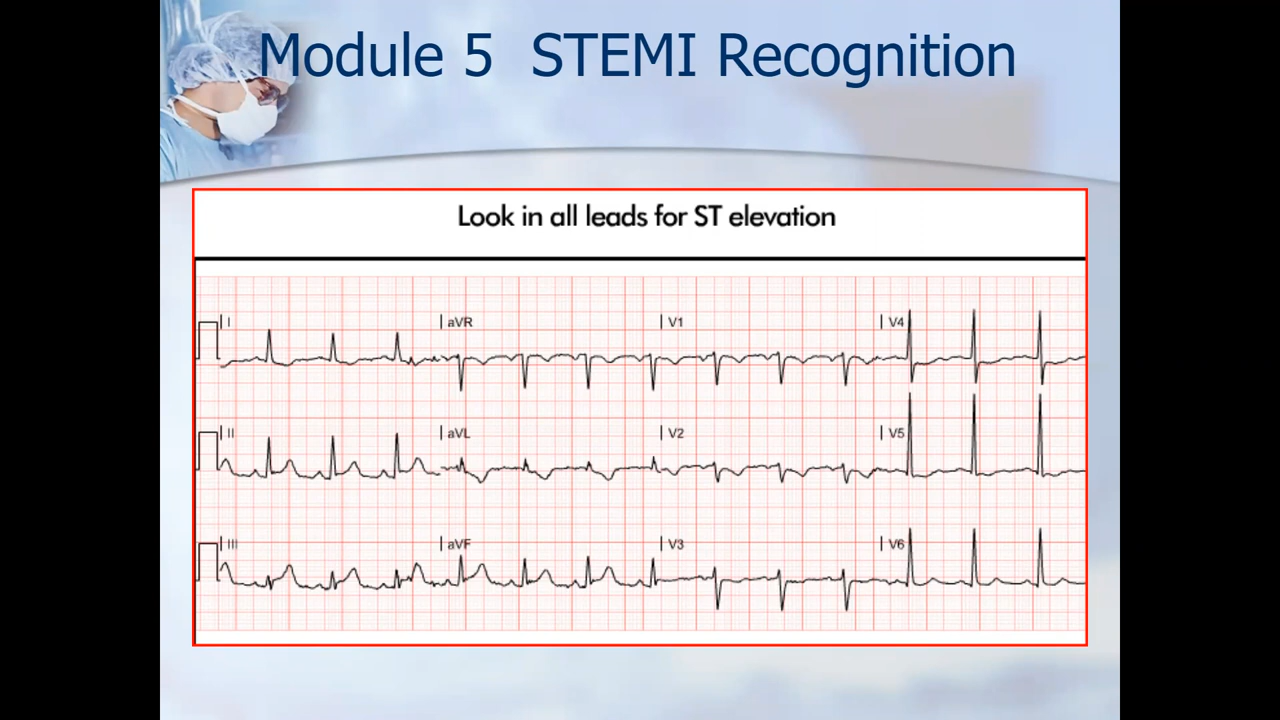 Module 5 STEMI Recognition
Look in all leads for ST elevation
I aVR V1 V4
II aVL V2 V5
III aVF V3 V6